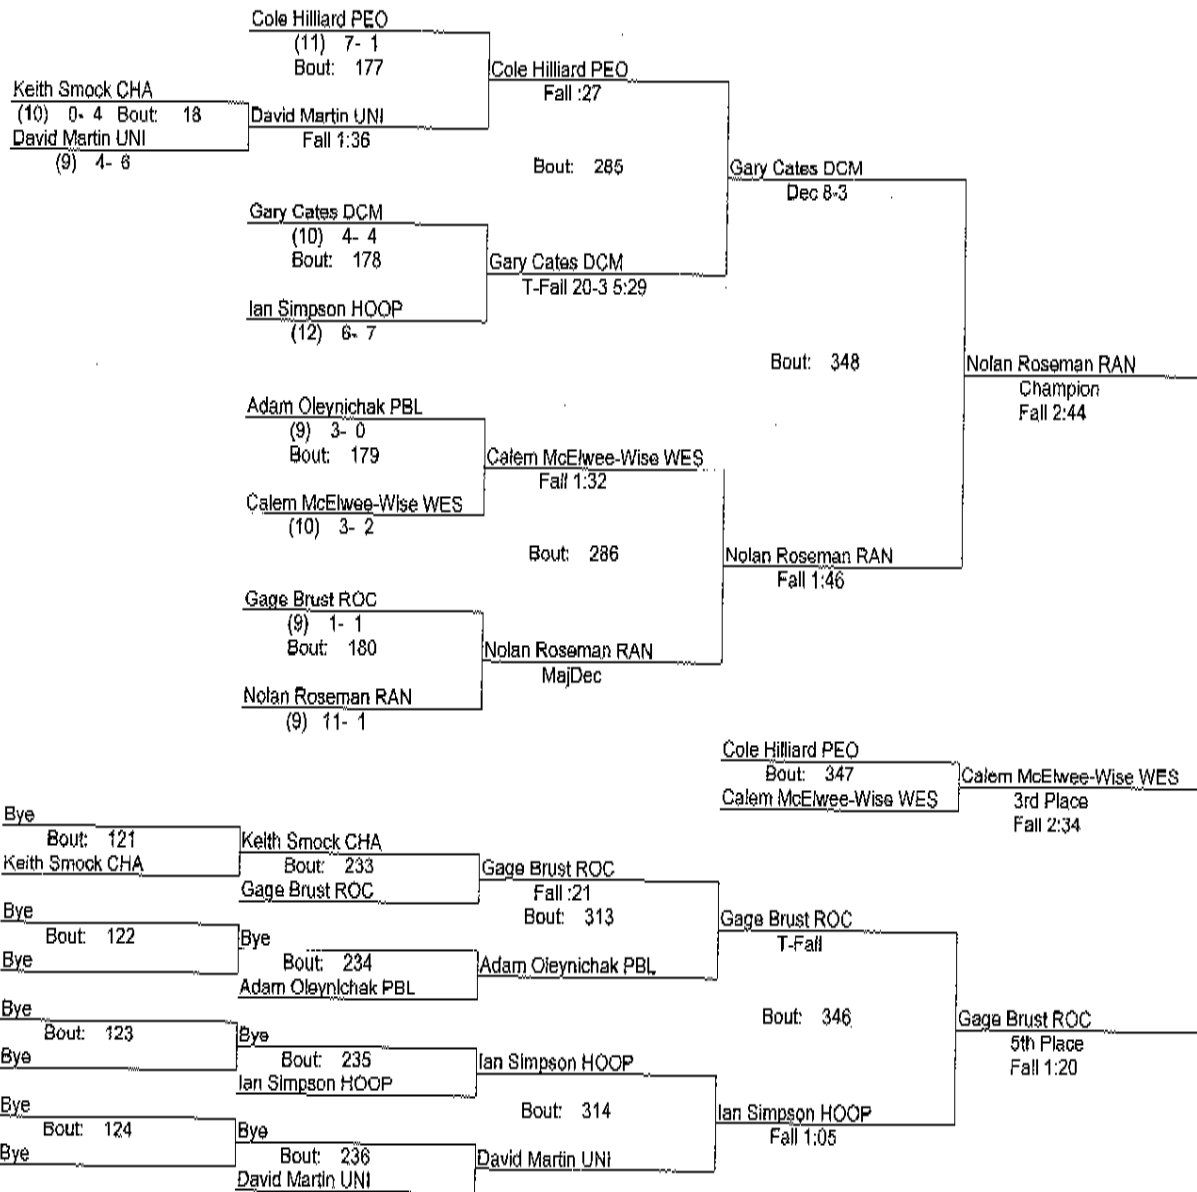 Cole Hilliard PEO
(11) 7- 1
Bout: 177
Cole Hilliard PEO
Fall :27
Keith Smock CHA
(10) 0- 4 Bout: 18
David Martin UNI
Fall 1:36
David Martin UNI
(9) 4- 6
Bout: 285
Gary Cates DCM
Dec 8-3
Gary Cates DCM
(10) 4- 4
Bout: 178
Gary Cates DCM
T-Fall 20-3 5:29
Ian Simpson HOOP
(12) 6- 7
Bout: 348
Nolan Roseman RAN
Champion
Fall 2:44
Adam Oleynichak PBL
(9) 3- 0
Bout: 179
Calem McElwee-Wise WES
Fall 1:32
Calem McElwee-Wise WES
(10) 3- 2
Bout: 286
Nolan Roseman RAN
Fall 1:46
Gage Brust ROC
(9) 1- 1
Bout: 180
Nolan Roseman RAN
MajDec
Nolan Roseman RAN
(9) 11- 1
Cole Hilliard PEO
Bout: 347
Calem McElwee-Wise WES
Calem McElwee-Wise WES
3rd Place
Fall 2:34
Bye
Bout: 121
Keith Smock CHA
Keith Smock CHA
Bout: 233
Gage Brust ROC
Gage Brust ROC
Fall :21
Bout: 313
Gage Brust ROC
T-Fall
Bye
Bout: 122
Bye
Bye
Bout: 234
Adam Oleynichak PBL
Adam Oleynichak PBL
Bye
Bout: 123
Bye
Bye
Bout: 235
Ian Simpson HOOP
Ian Simpson HOOP
Bout: 346
Gage Brust ROC
5th Place
Fall 1:20
Bye
Bout: 124
Bye
Bye
Bout: 236
David Martin UNI
Bout: 314
David Martin UNI
Ian Simpson HOOP
Fall 1:05